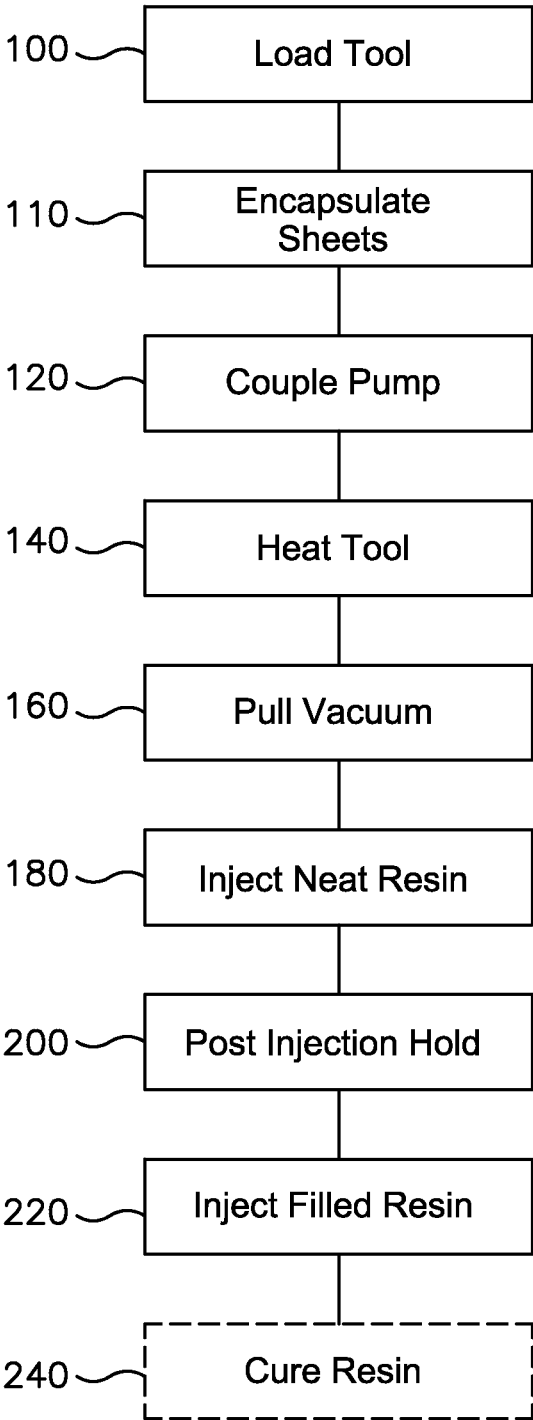 100 Load Tool
110 Encapsulate
Sheets
120 Couple Pump
140 Heat Tool
160 Pull Vacuum
180 Inject Neat Resin
200 Post Injection Hold
220 Inject Filled Resin
240 Cure Resin